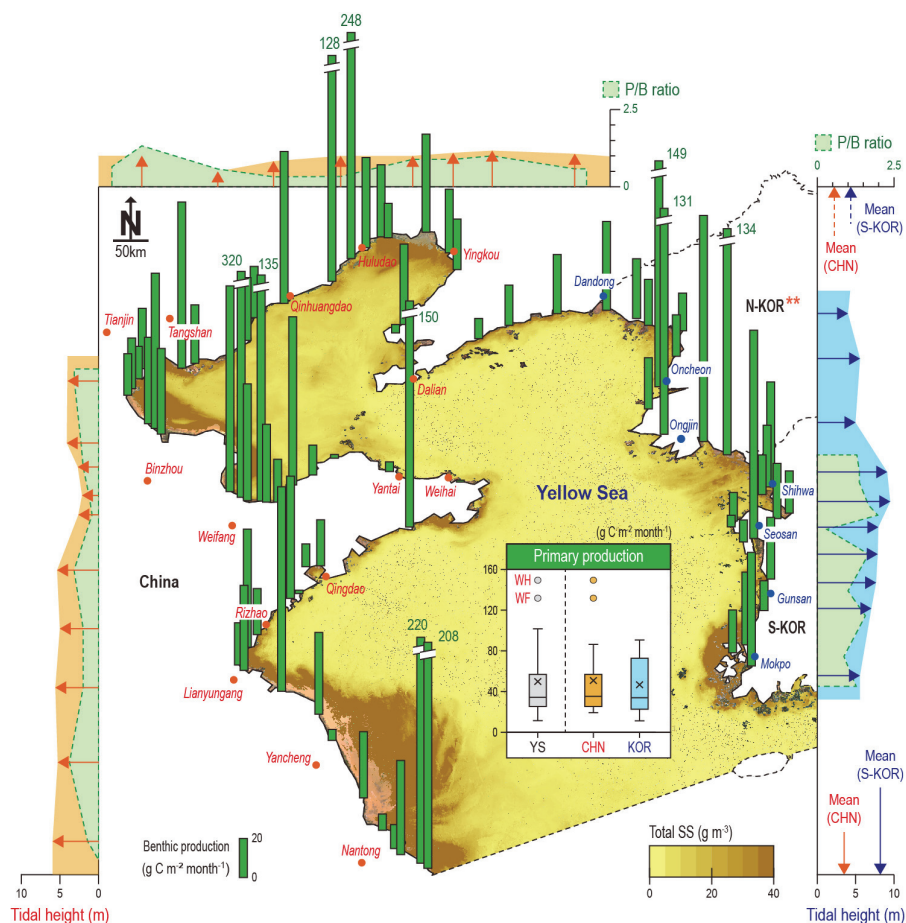 248
128
P/B ratio
2.5
0
149
131
134
P/B ratio
0 2.5
Mean
(S-KOR)
Mean
(CHN)
N
50km
320
135
Huludao
Yingkou
Qinhuangdao
Dandong
N-KOR**
Tianjin
Tangshan
150
Oncheon
Dalian
Ongjin
Binzhou
Yantai
Weihai
Yellow Sea
Shihwa
Weifang
Seosan
(g C m-² month-¹)
Primary production
China
Qingdao
160
WH
WF
120
80
40
0
YS
CHN
KOR
Gunsan
Rizhao
S-KOR
220
208
Mokpo
Lianyungang
Yancheng
Mean
(S-KOR)
Mean
(CHN)
Benthic production
(g C m-² month-¹)
20
0
Nantong
Total SS (g m-³)
0 20 40
10 5 0
Tidal height (m)
0 5 10
Tidal height (m)